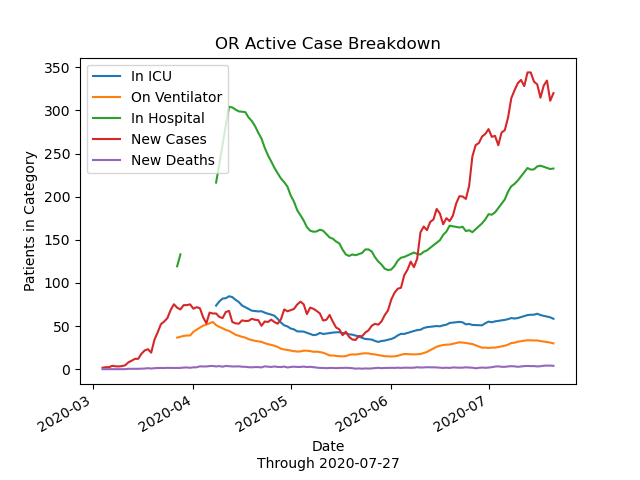 OR Active Case Breakdown
In ICU
On Ventilator
In Hospital
New Cases
New Deaths
Patients in Category
350
300
250
200
150
100
50
0
2020-03
2020-04
2020-05
2020-06
2020-07
Date
Through 2020-07-27